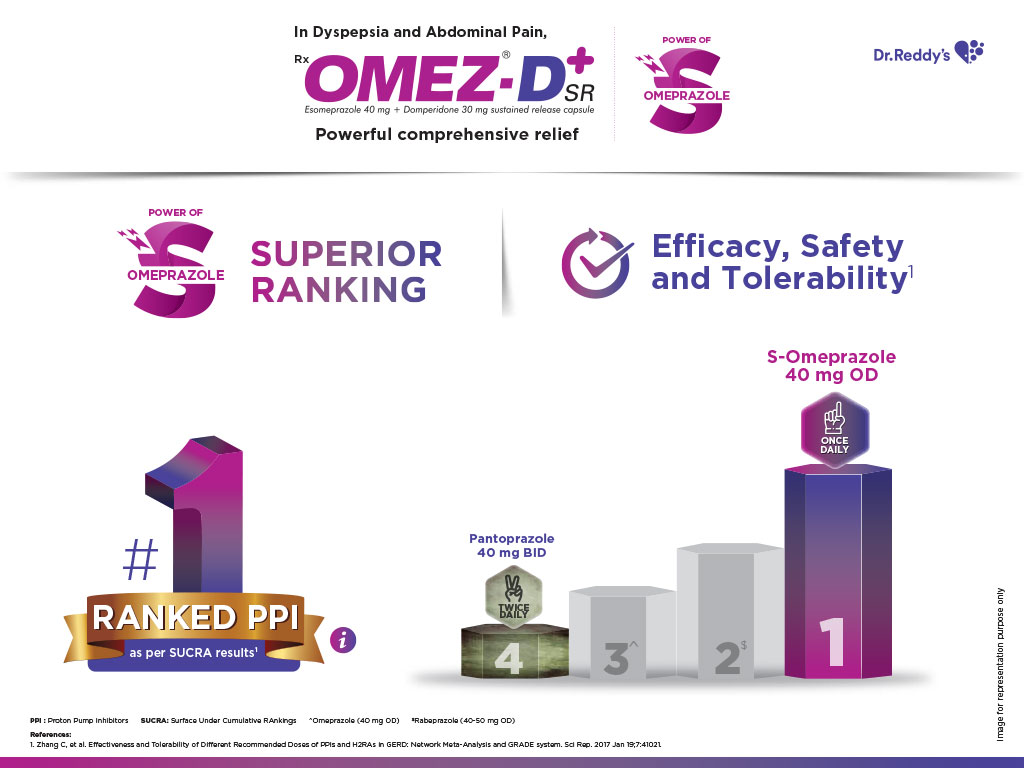 In Dyspepsia and Abdominal Pain,
Rx OMEZ®-D+ SR
Esomeprazole 40 mg + Domperidone 30 mg sustained release capsule
Powerful comprehensive relief
POWER OF
S
OMEPRAZOLE
Dr.Reddy's
POWER OF
S
OMEPRAZOLE
SUPERIOR
RANKING
Efficacy, Safety
and Tolerability¹
#1
RANKED PPI
as per SUCRA results¹
i
S-Omeprazole
40 mg OD
ONCE
DAILY
Pantoprazole
40 mg BID
TWICE
DAILY
4
3^
2$
1
Image for representation purpose only
PPI : Proton Pump Inhibitors SUCRA: Surface Under Cumulative RAnkings ^Omeprazole (40 mg OD) $Rabeprazole (40-50 mg OD)
References:
1. Zhang C, et al. Effectiveness and Tolerability of Different Recommended Doses of PPIs and H2RAs in GERD: Network Meta-Analysis and GRADE system. Sci Rep. 2017 Jan 19;7:41021.